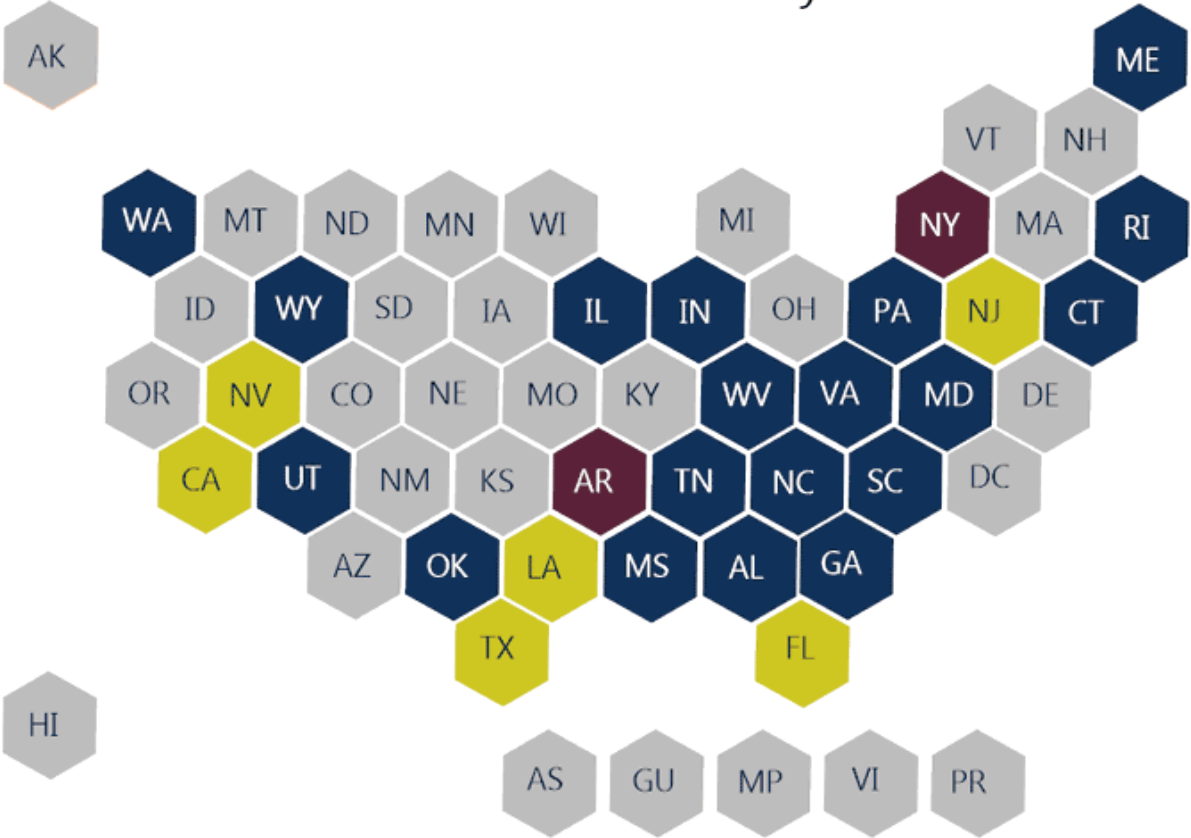 AK
ME
VT NH
WA MT ND MN WI MI NY MA RI
ID WY SD IA IL IN OH PA NJ CT
OR NV CO NE MO KY WV VA MD DE
CA UT NM KS AR TN NC SC DC
AZ OK LA MS AL GA
TX FL
HI
AS GU MP VI PR